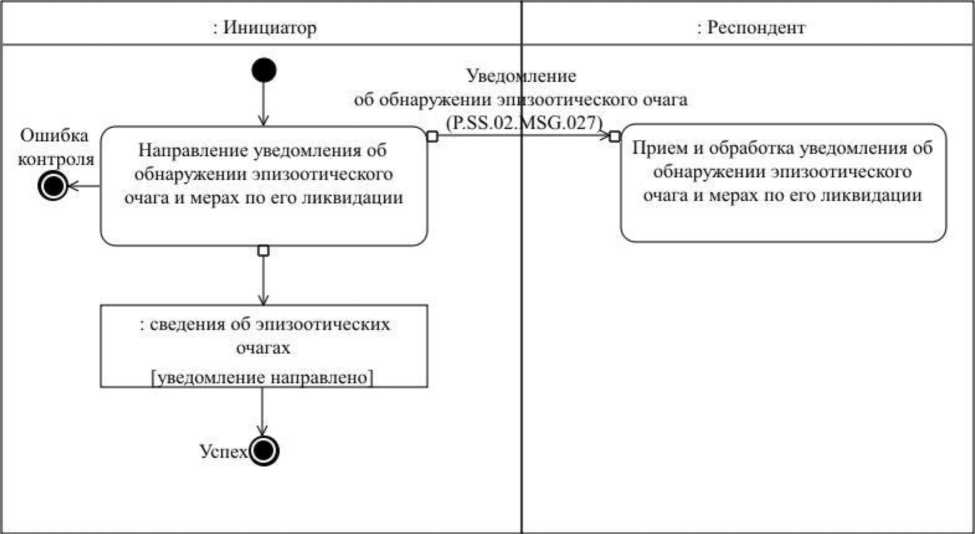 : Инициатор
: Респондент
Уведомление
об обнаружении эпизоотического очага
(P.SS.02.MSG.027)
Ошибка
контроля
Направление уведомления об
обнаружении эпизоотического
очага и мерах по его ликвидации
Прием и обработка уведомления об
обнаружении эпизоотического
очага и мерах по его ликвидации
: сведения об эпизоотических
очагах
[уведомление направлено]
Успех